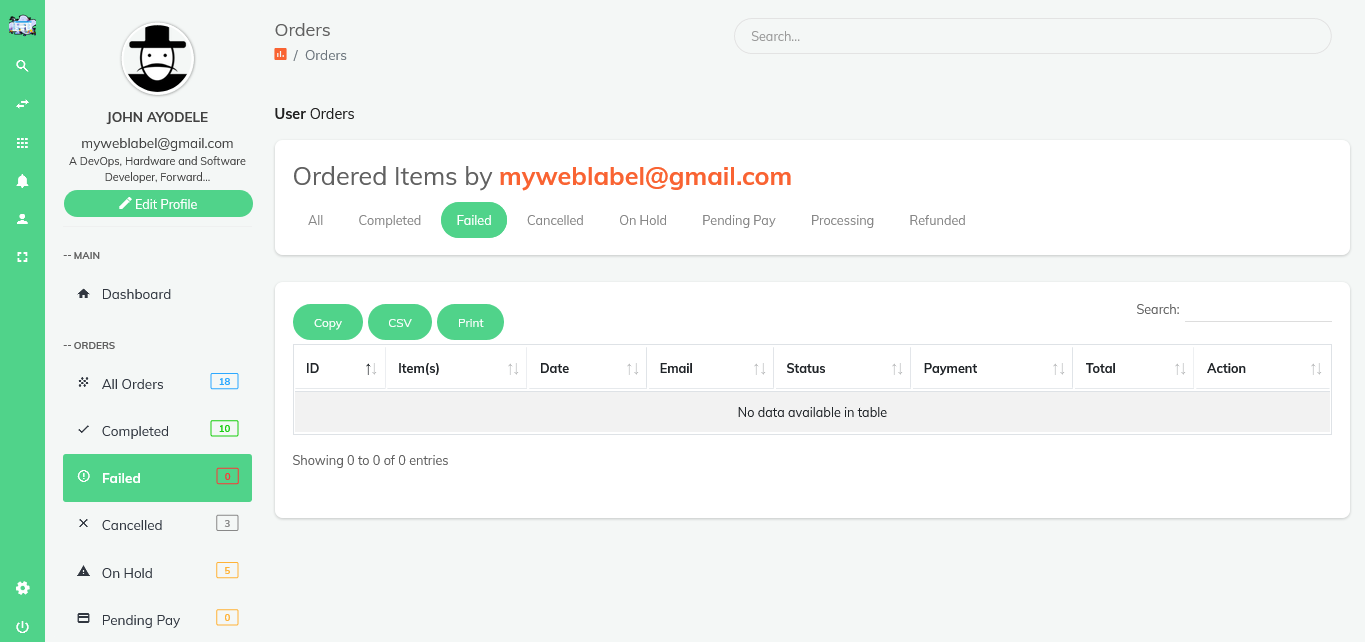 Orders
/ Orders
Search...
JOHN AYODELE
myweblabel@gmail.com
A DevOps, Hardware and Software
Developer, Forward...
Edit Profile
-- MAIN
Dashboard
-- ORDERS
All Orders 18
Completed 10
Failed 0
Cancelled 3
On Hold 5
Pending Pay 0
User Orders
Ordered Items by myweblabel@gmail.com
All Completed Failed Cancelled On Hold Pending Pay Processing Refunded
Copy CSV Print
Search:
ID Item(s) Date Email Status Payment Total Action
No data available in table
Showing 0 to 0 of 0 entries